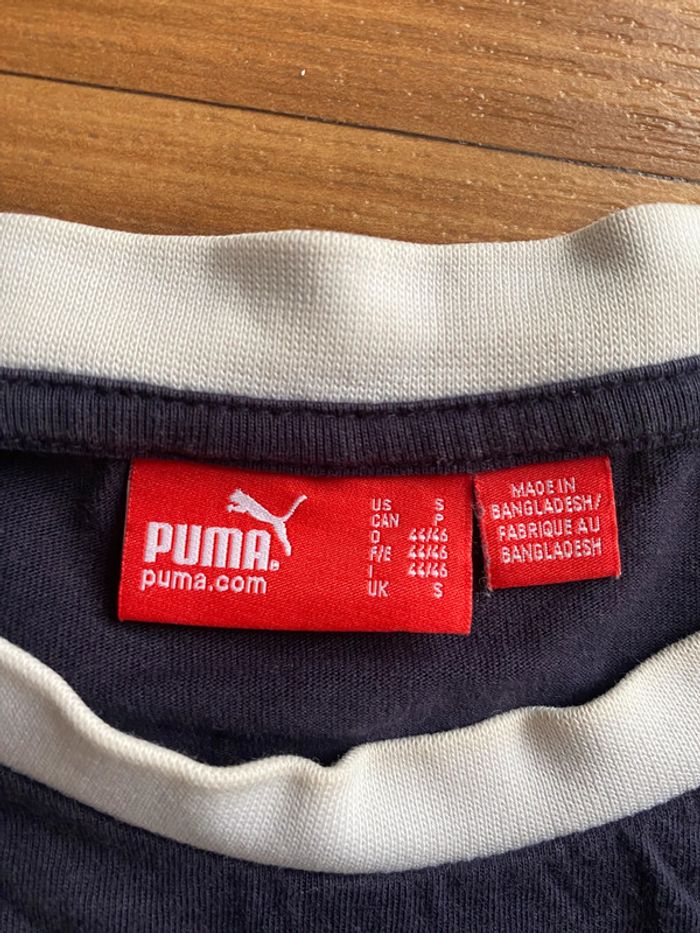 PUMA®
puma.com
US S
CAN P
D 44/46
F/E 44/46
I 44/46
UK S
MADE IN
BANGLADESH/
FABRIQUE AU
BANGLADESH